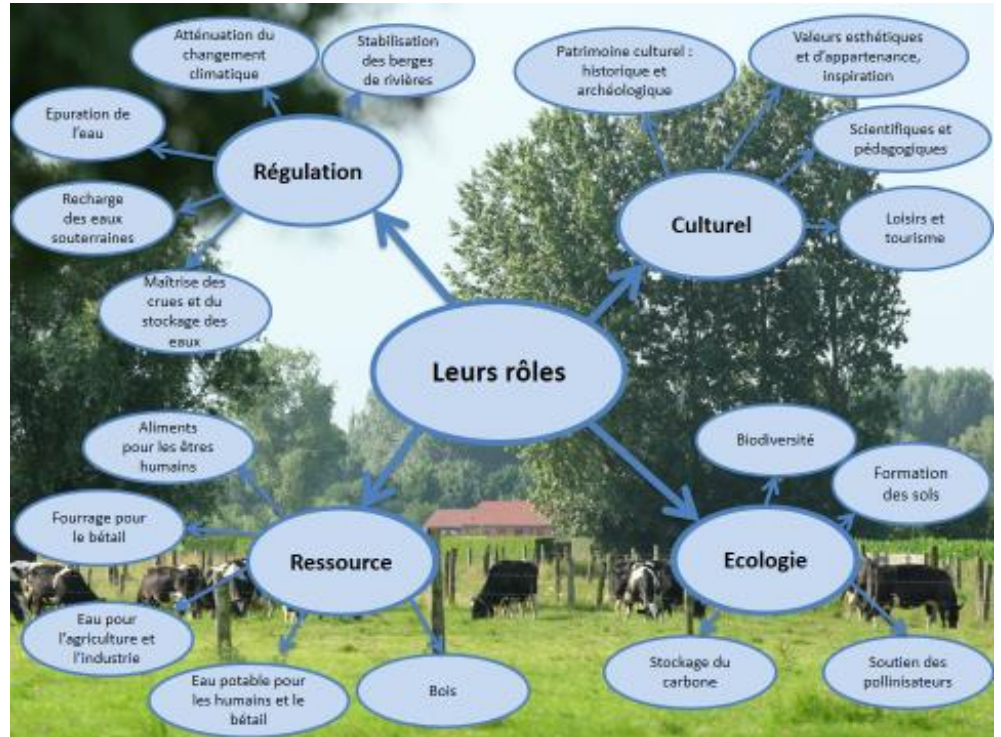 Atténuation du
changement
climatique
Stabilisation
des berges
de rivières
Epuration de
l'eau
Régulation
Recharge
des eaux
souterraines
Maîtrise des
crues et du
stockage des
eaux
Patrimoine culturel :
historique et
archéologique
Valeurs esthétiques
et d'appartenance,
inspiration
Scientifiques et
pédagogiques
Culturel
Loisirs et
tourisme
Leurs rôles
Aliments
pour les êtres
humains
Fourrage pour
le bétail
Ressource
Eau pour
l'agriculture et
l'industrie
Eau potable pour
les humains et le
bétail
Bois
Biodiversité
Formation
des sols
Ecologie
Stockage du
carbone
Soutien des
pollinisateurs